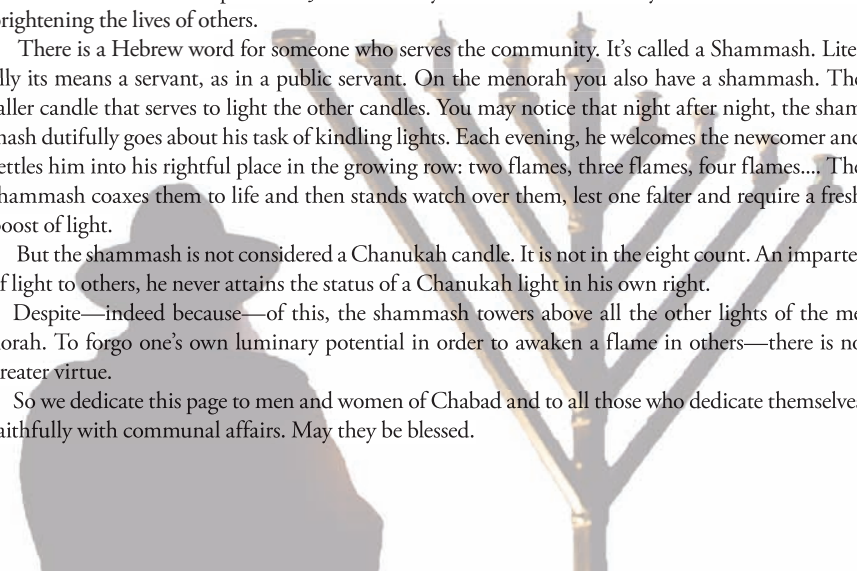 rightening the lives of others.
There is a Hebrew word for someone who serves the community. It’s called a Shammash. Lite
lly its means a servant, as in a public servant. On the menorah you also have a shammash. The
aller candle that serves to light the other candles. You may notice that night after night, the sham
mash dutifully goes about his task of kindling lights. Each evening, he welcomes the newcomer and
ettles him into his rightful place in the growing row: two flames, three flames, four flames.... The
hammash coaxes them to life and then stands watch over them, lest one falter and require a fresh
oost of light.
But the shammash is not considered a Chanukah candle. It is not in the eight count. An imparte
f light to others, he never attains the status of a Chanukah light in his own right.
Despite—indeed because—of this, the shammash towers above all the other lights of the me
orah. To forgo one’s own luminary potential in order to awaken a flame in others—there is no
reater virtue.
So we dedicate this page to men and women of Chabad and to all those who dedicate themselves
aithfully with communal affairs. May they be blessed.